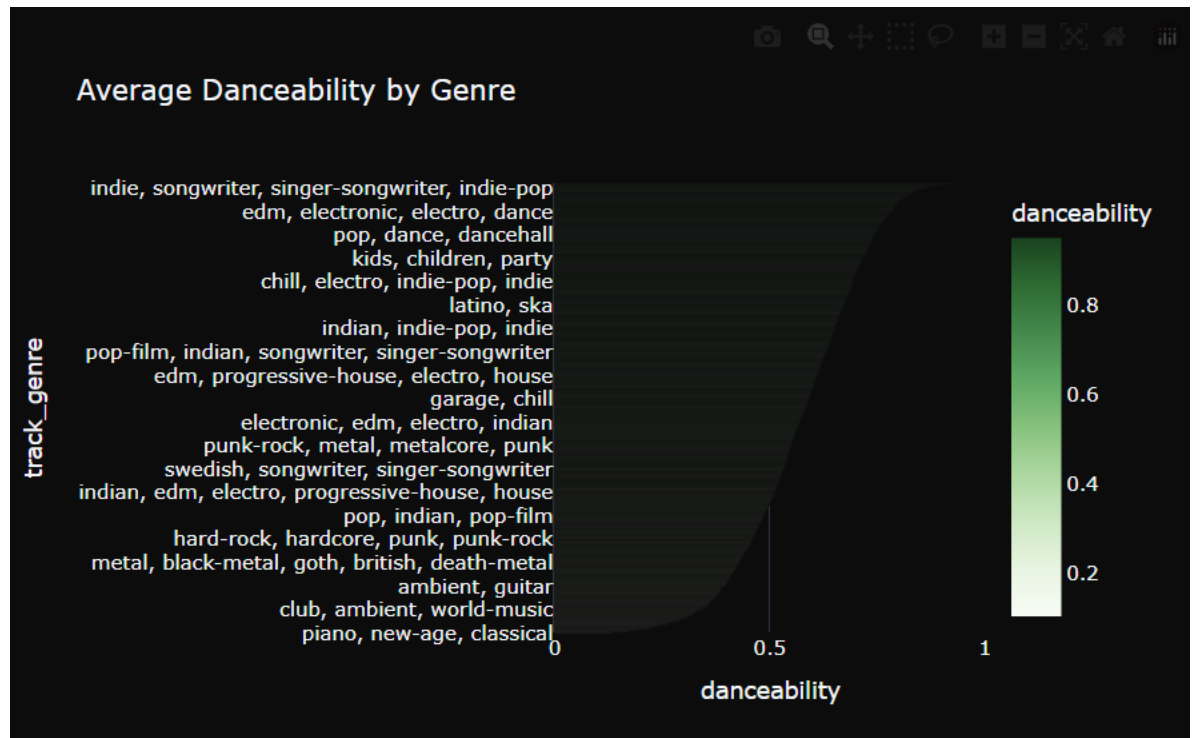 Average Danceability by Genre
indie, songwriter, singer-songwriter, indie-pop
edm, electronic, electro, dance
pop, dance, dancehall
kids, children, party
chill, electro, indie-pop, indie
latino, ska
indian, indie-pop, indie
pop-film, indian, songwriter, singer-songwriter
edm, progressive-house, electro, house
garage, chill
electronic, edm, electro, indian
punk-rock, metal, metalcore, punk
swedish, songwriter, singer-songwriter
indian, edm, electro, progressive-house, house
pop, indian, pop-film
hard-rock, hardcore, punk, punk-rock
metal, black-metal, goth, british, death-metal
ambient, guitar
club, ambient, world-music
piano, new-age, classical
track_genre
0
0.5
1
danceability
danceability
0.8
0.6
0.4
0.2